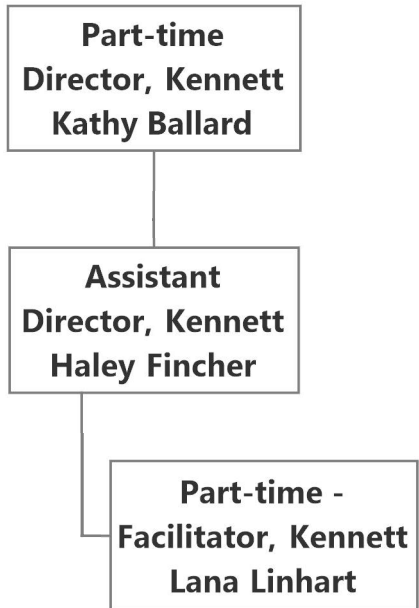 Part-time
Director, Kennett
Kathy Ballard
Assistant
Director, Kennett
Haley Fincher
Part-time -
Facilitator, Kennett
Lana Linhart